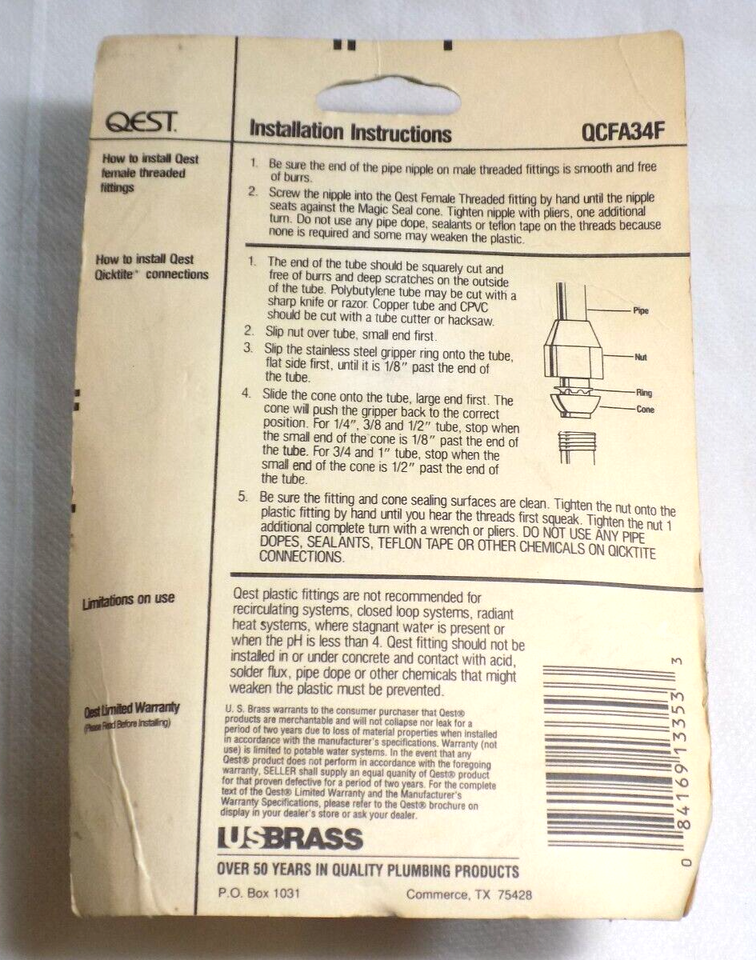 QEST.
Installation Instructions
QCFA34F
How to install Qest
female threaded
fittings
1. Be sure the end of the pipe nipple on male threaded fittings is smooth and free
of burrs.
2. Screw the nipple into the Qest Female Threaded fitting by hand until the nipple
seats against the Magic Seal cone. Tighten nipple with pliers, one additional
turn. Do not use any pipe dope, sealants or teflon tape on the threads because
none is required and some may weaken the plastic.
How to install Qest
Qicktite™ connections
1. The end of the tube should be squarely cut and
free of burrs and deep scratches on the outside
of the tube. Polybutylene tube may be cut with a
sharp knife or razor. Copper tube and CPVC
should be cut with a tube cutter or hacksaw.
2. Slip nut over tube, small end first.
3. Slip the stainless steel gripper ring onto the tube,
flat side first, until it is 1/8" past the end of
the tube.
4. Slide the cone onto the tube, large end first. The
cone will push the gripper back to the correct
position. For 1/4", 3/8 and 1/2" tube, stop when
the small end of the cone is 1/8" past the end of
the tube. For 3/4 and 1" tube, stop when the
small end of the cone is 1/2" past the end of
the tube.
Pipe
Nut
Ring
Cone
5. Be sure the fitting and cone sealing surfaces are clean. Tighten the nut onto the
plastic fitting by hand until you hear the threads first squeak. Tighten the nut 1
additional complete turn with a wrench or pliers. DO NOT USE ANY PIPE
DOPES, SEALANTS, TEFLON TAPE OR OTHER CHEMICALS ON QICKTITE
CONNECTIONS.
Limitations on use
Qest plastic fittings are not recommended for
recirculating systems, closed loop systems, radiant
heat systems, where stagnant water is present or
when the pH is less than 4. Qest fitting should not be
installed in or under concrete and contact with acid,
solder flux, pipe dope or other chemicals that might
weaken the plastic must be prevented.
Qest Limited Warranty
(Please Read Before Installing)
U. S. Brass warrants to the consumer purchaser that Qest®
products are merchantable and will not collapse nor leak for a
period of two years due to loss of material properties when installed
in accordance with the manufacturer's specifications. Warranty (not
use) is limited to potable water systems. In the event that any
Qest® product does not perform in accordance with the foregoing
warranty, SELLER shall supply an equal quanity of Qest® product
for that proven defective for a period of two years. For the complete
text of the Qest® Limited Warranty and the Manufacturer's
Warranty Specifications, please refer to the Qest® brochure on
display in your dealer's store or ask your dealer.
0 84169 13353 3
USBRASS
OVER 50 YEARS IN QUALITY PLUMBING PRODUCTS
P.O. Box 1031 Commerce, TX 75428